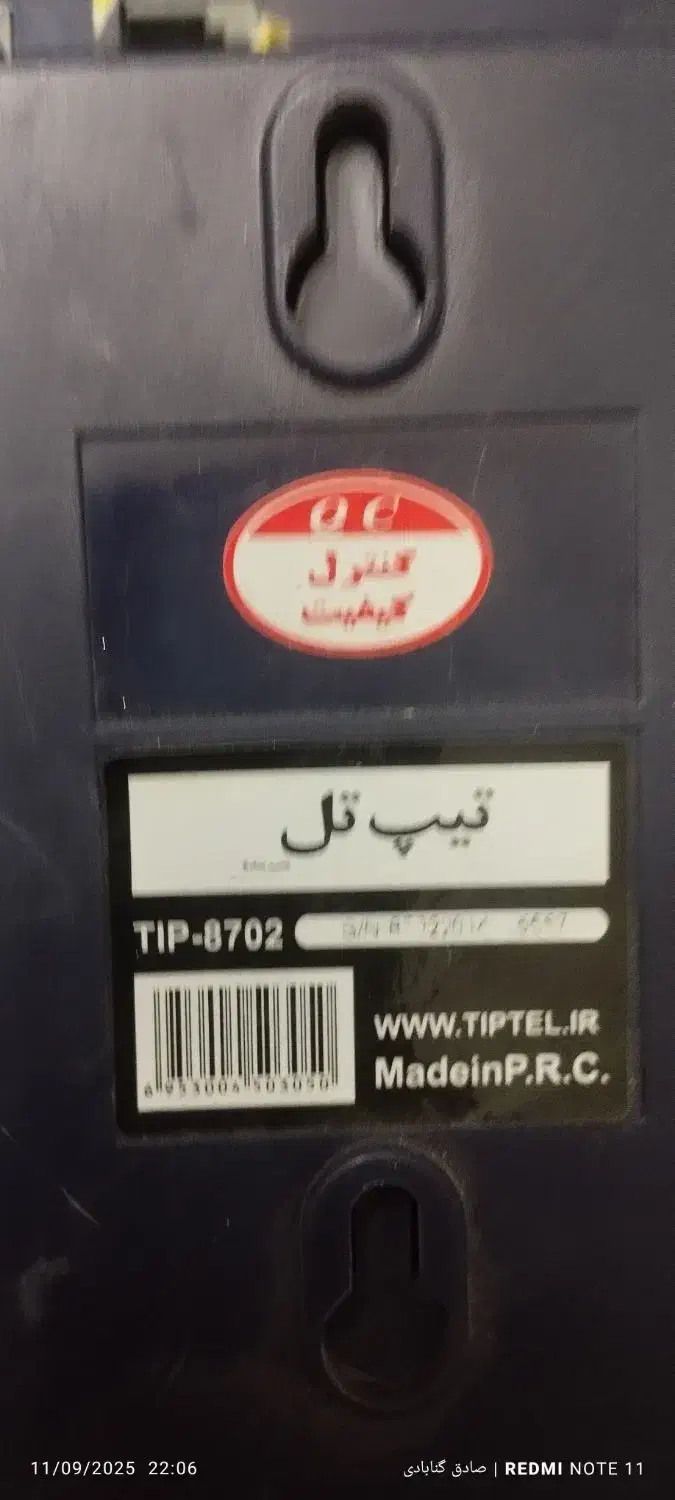 QC
کنترل
کیفیت
تیپ تل
TIP-8702
WWW.TIPTEL.IR
MadeinP.R.C.
11/09/2025 22:06
صادق گنابادی | REDMI NOTE 11